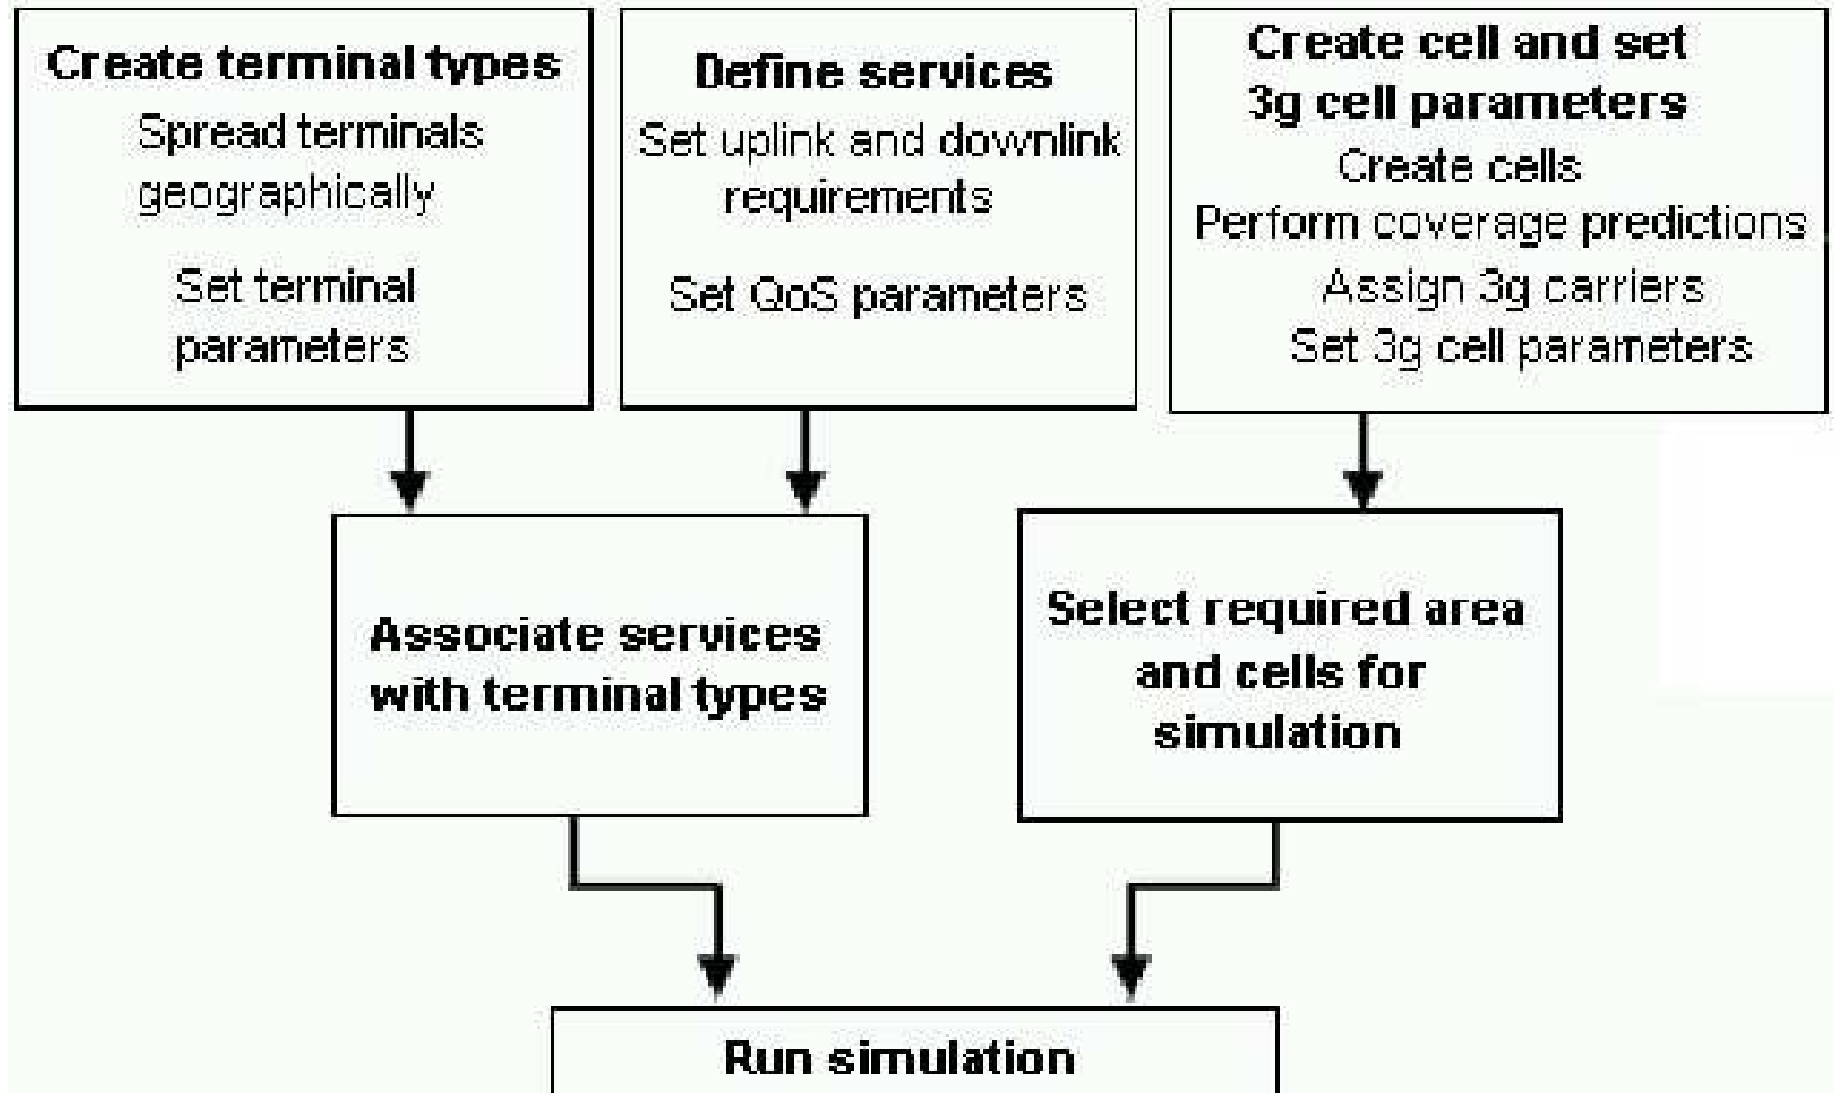 Create terminal types
Spread terminals
geographically
Set terminal
parameters
Define services
Set uplink and downlink
requirements
Set QoS parameters
Create cell and set
3g cell parameters
Create cells
Perform coverage predictions
Assign 3g carriers
Set 3g cell parameters
Associate services
with terminal types
Select required area
and cells for
simulation
Run simulation